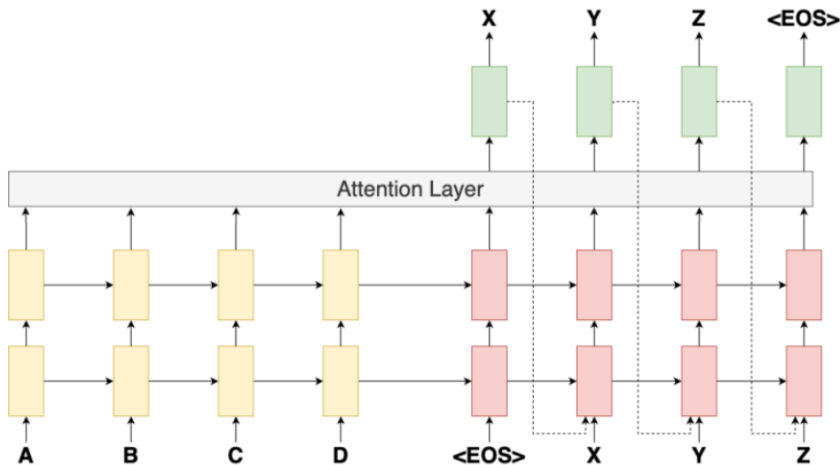 X Y Z <EOS>
Attention Layer
A B C D <EOS> X Y Z